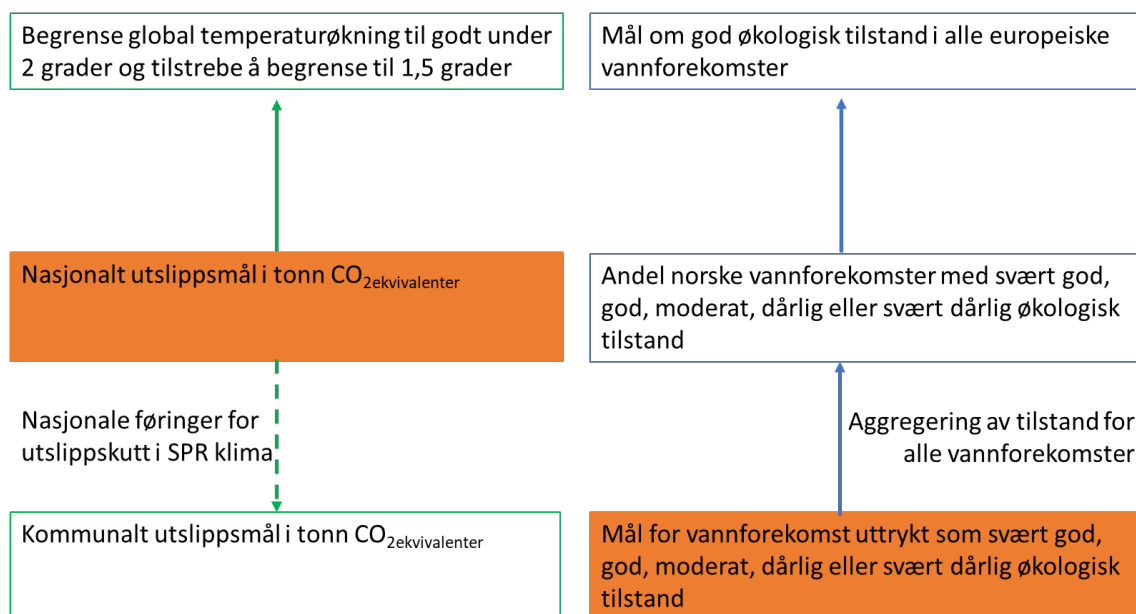 Begrense global temperaturøkning til godt under
2 grader og tilstrebe å begrense til 1,5 grader
Mål om god økologisk tilstand i alle europeiske
vannforekomster
Nasjonalt utslippsmål i tonn CO2ekvivalenter
Andel norske vannforekomster med svært god,
god, moderat, dårlig eller svært dårlig økologisk
tilstand
Nasjonale føringer for
utslippskutt i SPR klima
Aggregering av tilstand for
alle vannforekomster
Kommunalt utslippsmål i tonn CO2ekvivalenter
Mål for vannforekomst uttrykt som svært god,
god, moderat, dårlig eller svært dårlig økologisk
tilstand